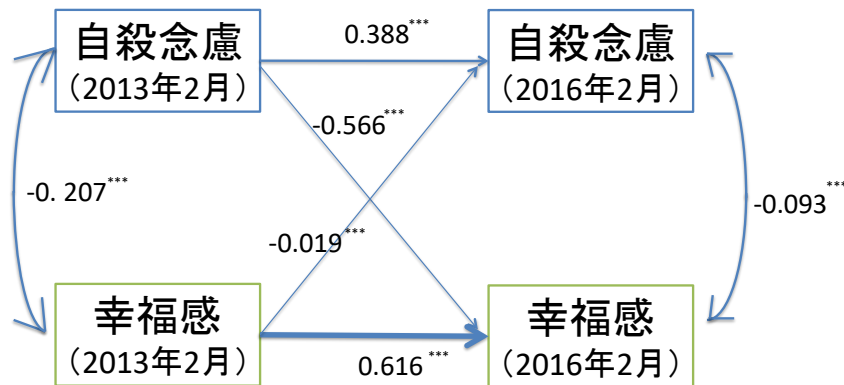 自殺念慮
（2013年2月）
0.388***
自殺念慮
（2016年2月）
-0.566***
-0. 207***
-0.093***
-0.019***
幸福感
（2013年2月）
0.616 ***
幸福感
（2016年2月）